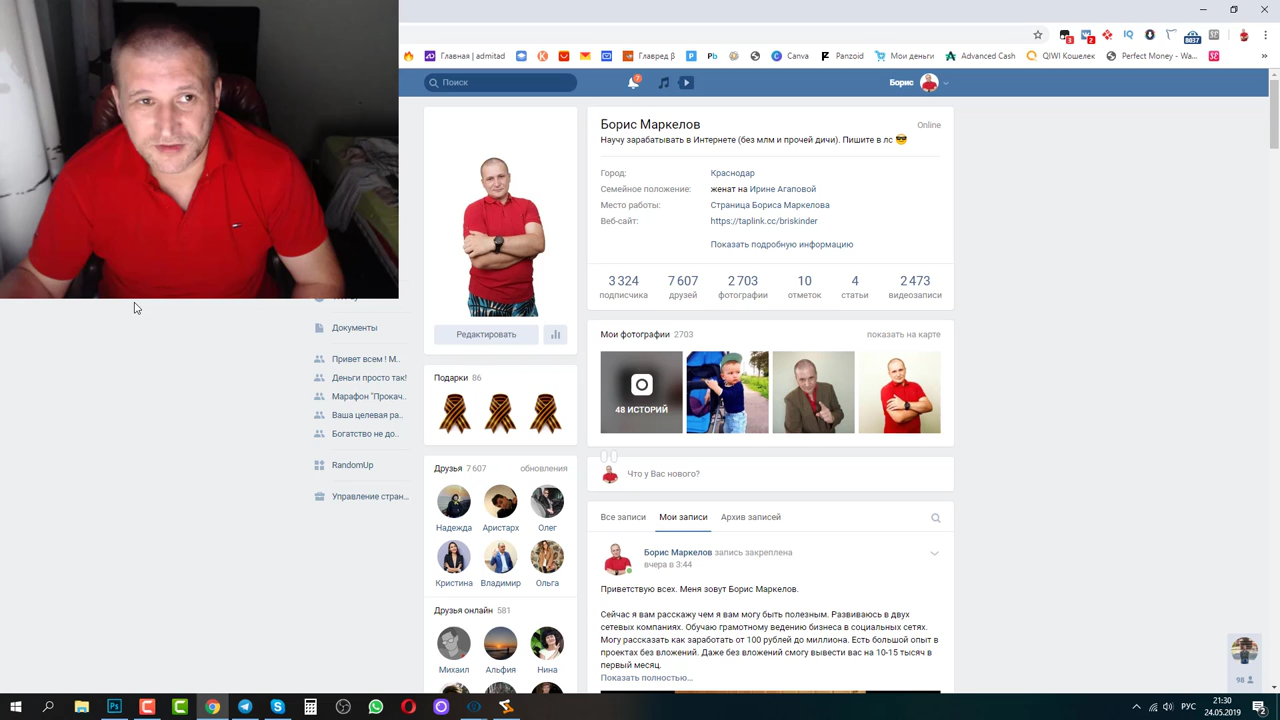 7
2
8037
Главная | admitad
Главред β
Canva
Panzoid
Мои деньги
Advanced Cash
QIWI Кошелек
Perfect Money - Wa...
Поиск
7
Борис
Борис Маркелов
Online
Научу зарабатывать в Интернете (без млм и прочей дичи). Пишите в лс
Город: Краснодар
Семейное положение: женат на Ирине Агаповой
Место работы: Страница Бориса Маркелова
Веб-сайт: https://taplink.cc/briskinder
Показать подробную информацию
3 324 7 607 2 703 10 4 2 473
подписчика друзей фотографии отметок статьи видеозаписи
Редактировать
Документы
Привет всем ! М..
Деньги просто так!
Марафон "Прокач..
Ваша целевая ра..
Богатство не до..
RandomUp
Управление стран...
Подарки 86
Друзья 7 607 обновления
Надежда Аристарх Олег
Кристина Владимир Ольга
Друзья онлайн 581
Михаил Альфия Нина
Мои фотографии 2703 показать на карте
48 ИСТОРИЙ
Что у Вас нового?
Все записи Мои записи Архив записей
Борис Маркелов запись закреплена
вчера в 3:44
Приветствую всех. Меня зовут Борис Маркелов.
Сейчас я вам расскажу чем я вам могу быть полезным. Развиваюсь в двух
сетевых компаниях. Обучаю грамотному ведению бизнеса в социальных сетях.
Могу рассказать как заработать от 100 рублей до миллиона. Есть большой опыт в
проектах без вложений. Даже без вложений смогу вывести вас на 10-15 тысяч в
первый месяц.
Показать полностью…
98
РУС
21:30
24.05.2019
2